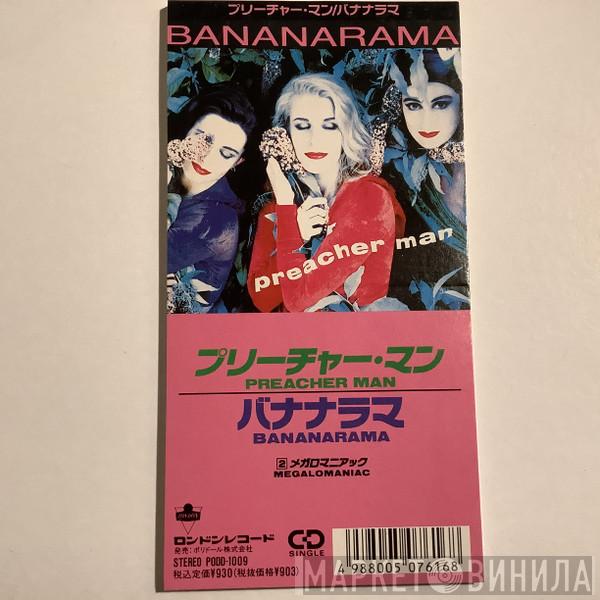 プリーチャー・マン/バナナラマ
BANANARAMA
preacher man
プリーチャー・マン
PREACHER MAN
バナナラマ
BANANARAMA
2 メガロマニアック
MEGALOMANIAC
LONDON
ロンドンレコード
発売:ポリドール株式会社
STEREO PODD-1009
税込定価¥930(税抜価格¥903)
CD
SINGLE
4 988005 076168
МАРКЕТ ВИНИЛА